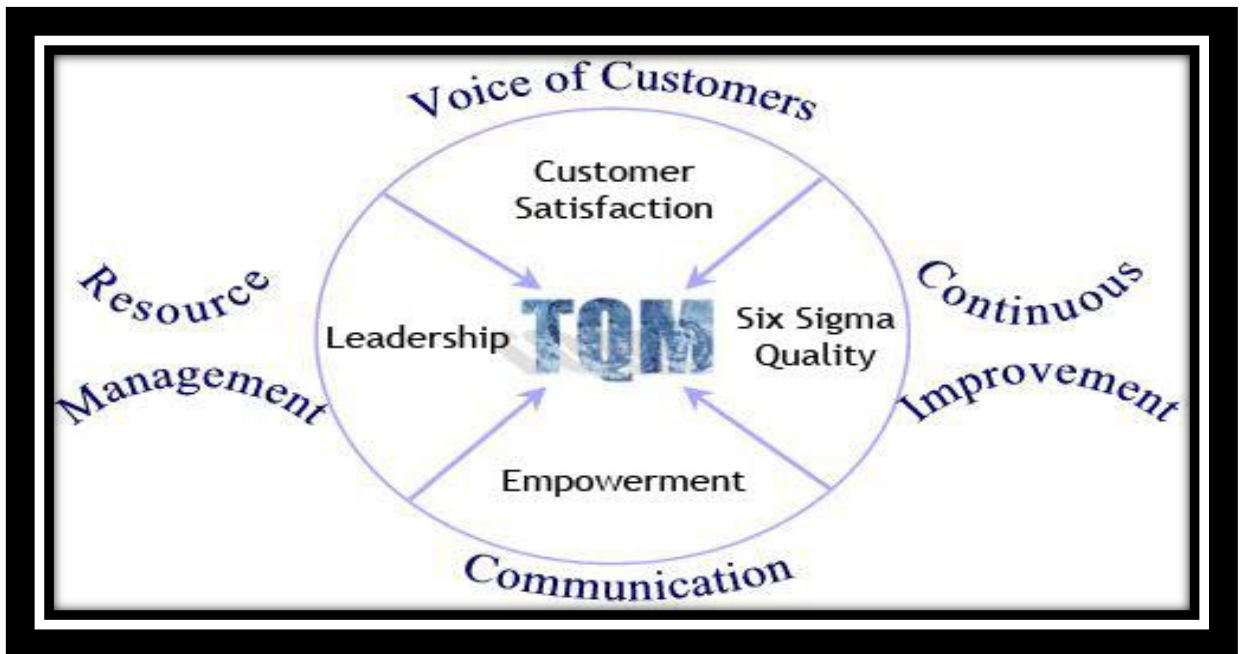 Voice of Customers
Customer
Satisfaction
Resource
Management
Leadership
TQM
Six Sigma
Quality
Continuous
Improvement
Empowerment
Communication